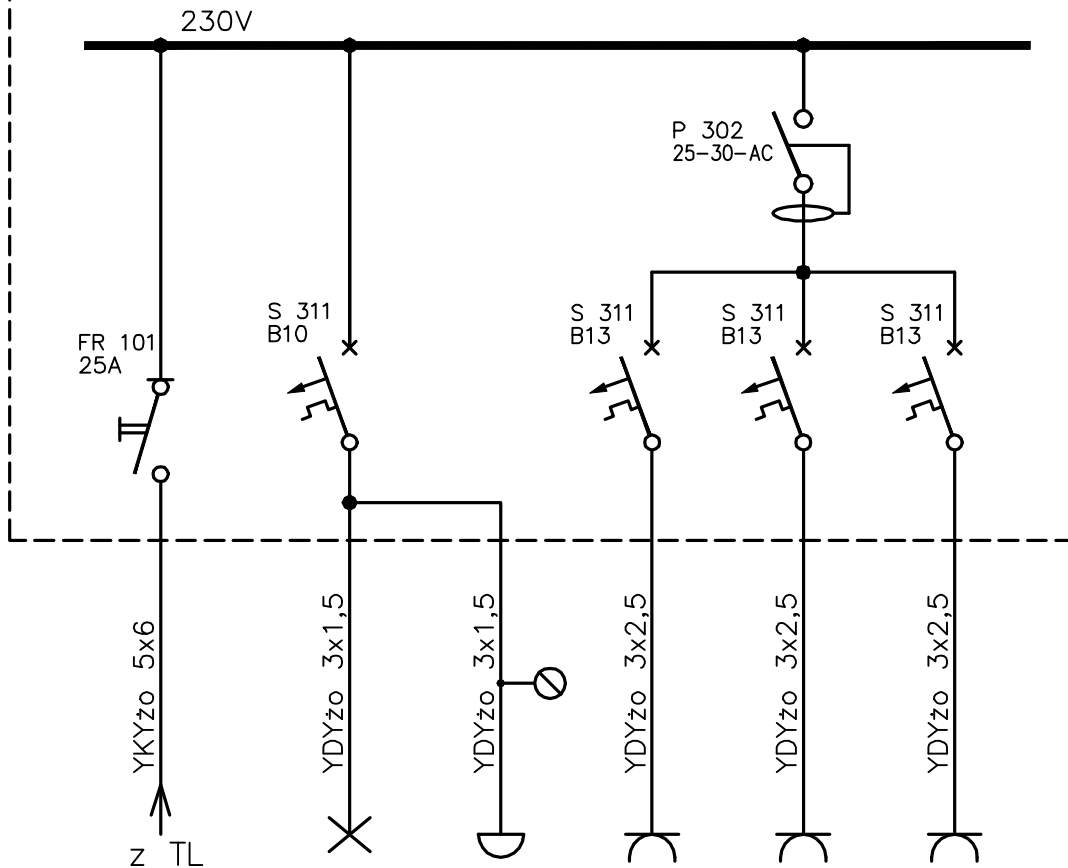 230V
P 302
25-30-AC
FR 101
25A
S 311
B10
S 311
B13
S 311
B13
S 311
B13
YKYżo 5x6
YDYżo 3x1,5
YDYżo 3x1,5
YDYżo 3x2,5
YDYżo 3x2,5
YDYżo 3x2,5
z TL